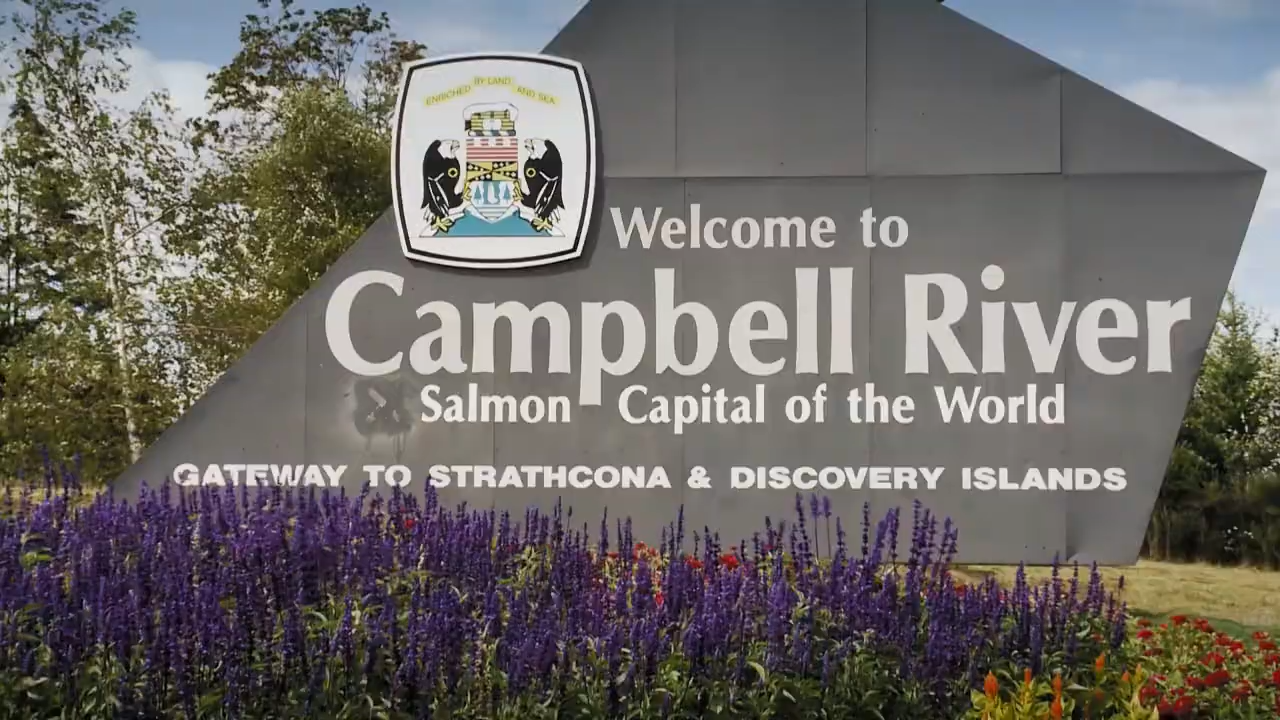 ENRICHED BY LAND AND SEA
Welcome to
Campbell River
Salmon Capital of the World
GATEWAY TO STRATHCONA & DISCOVERY ISLANDS